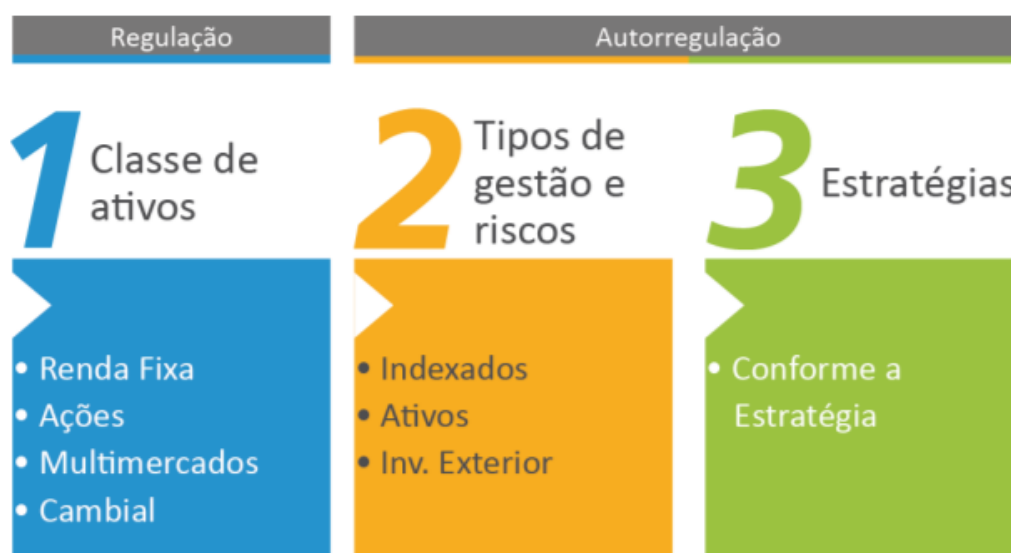 Regulação
Autorregulação
1
Classe de
ativos
2
Tipos de
gestão e
riscos
3
Estratégias
• Renda Fixa
• Ações
• Multimercados
• Cambial
• Indexados
• Ativos
• Inv. Exterior
• Conforme a
Estratégia